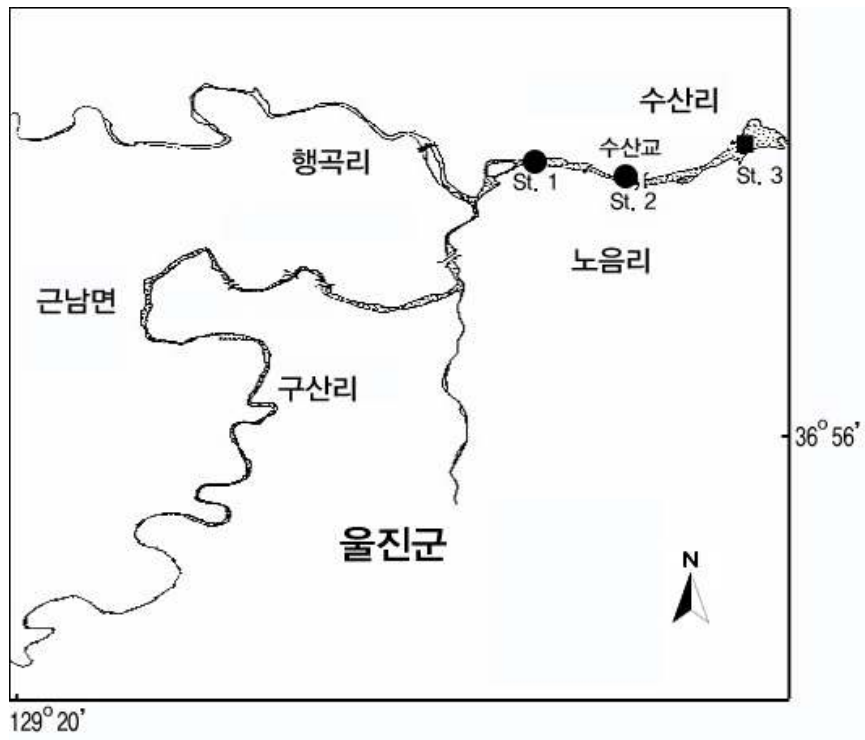 수산리
수산교
행곡리
St. 1
St. 2
St. 3
노음리
근남면
구산리
36° 56′
울진군
N
129° 20′